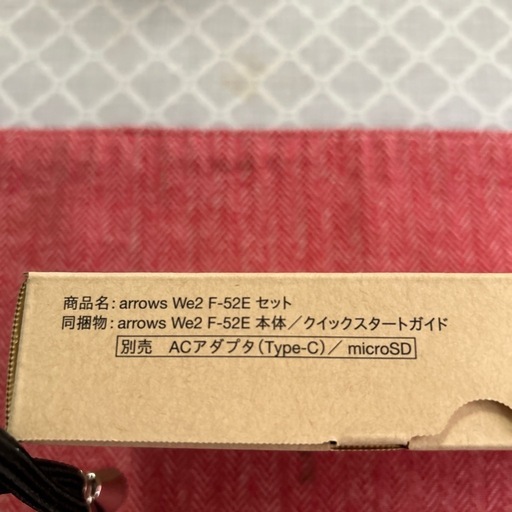 商品名：arrows We2 F-52E セット
同梱物：arrows We2 F-52E 本体／クイックスタートガイド
別売　ACアダプタ（Type-C）／ microSD